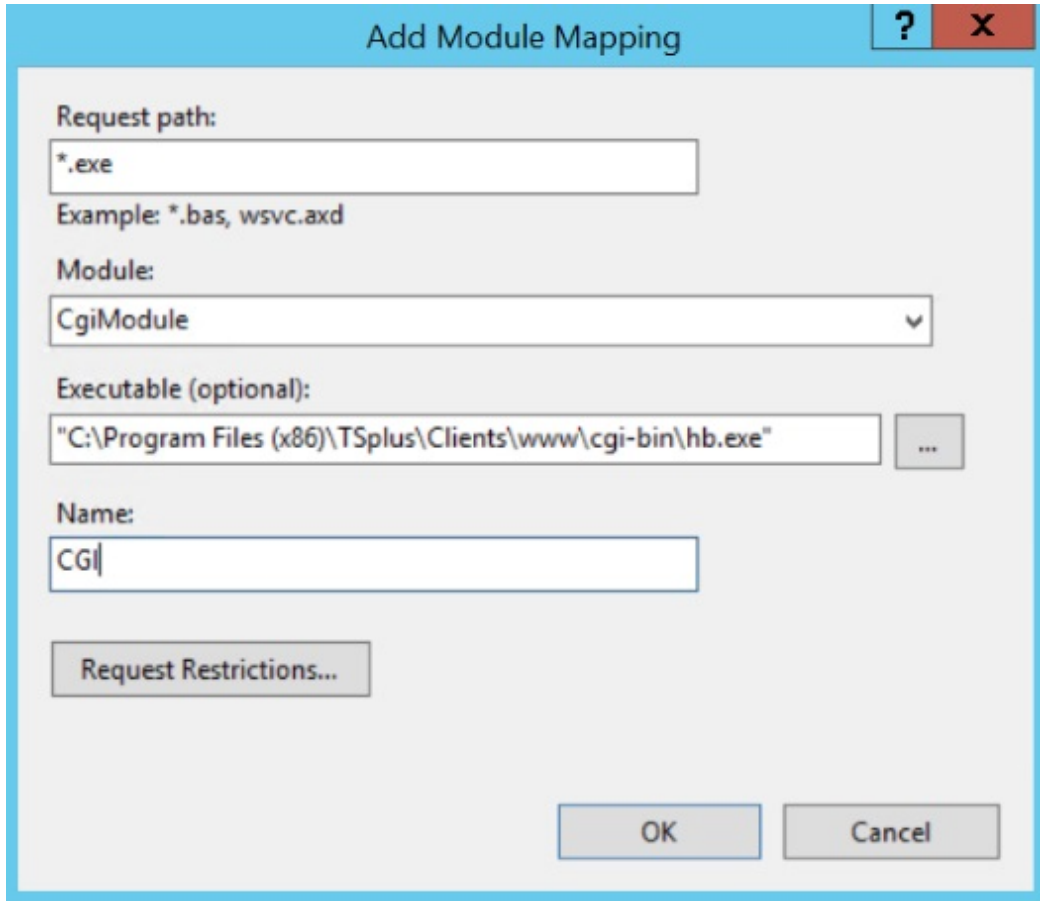 Add Module Mapping
? X
Request path:
*.exe
Example: *.bas, wsvc.axd
Module:
CgiModule
Executable (optional):
"C:\Program Files (x86)\TSplus\Clients\www\cgi-bin\hb.exe"
...
Name:
CGI
Request Restrictions...
OK
Cancel